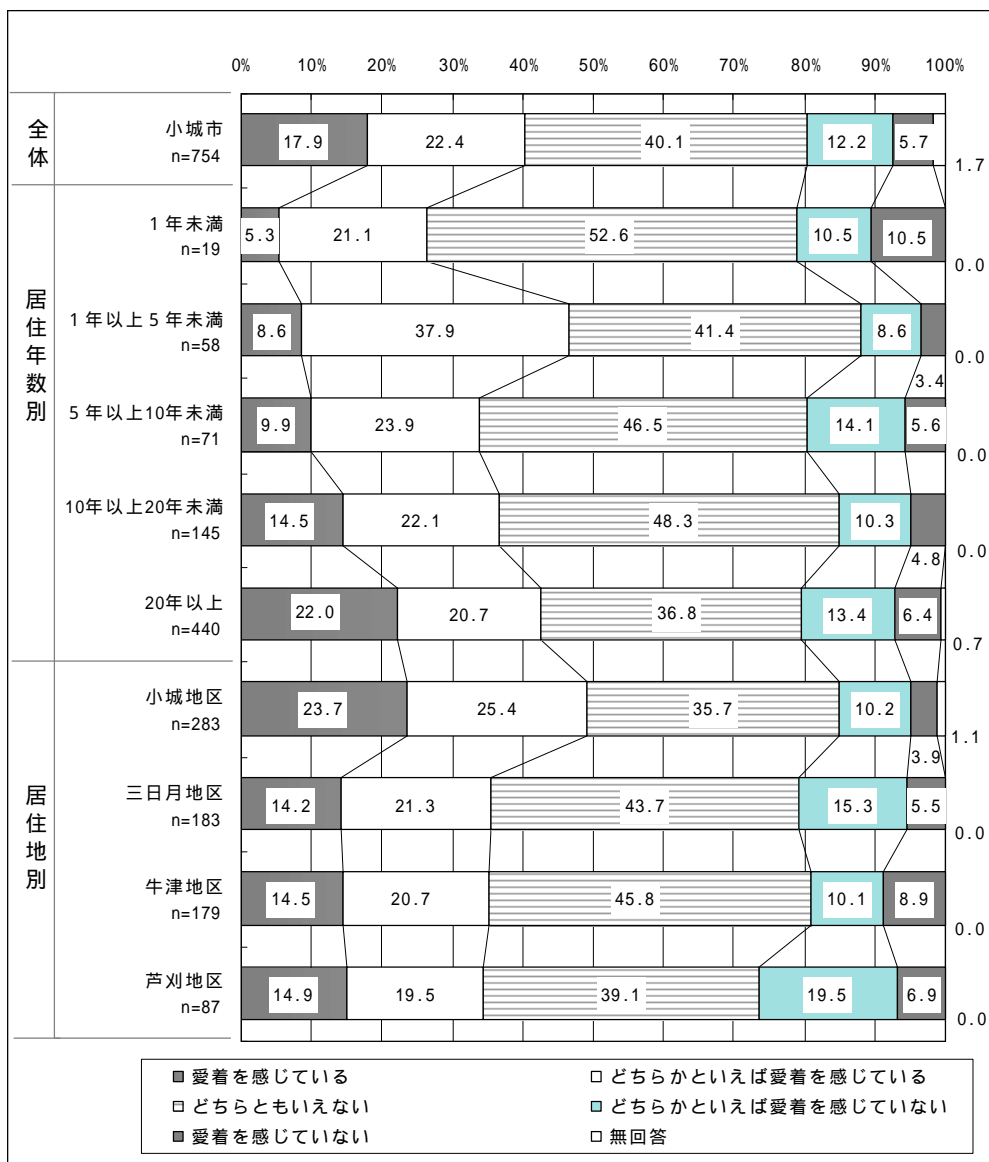 0% 10% 20% 30% 40% 50% 60% 70% 80% 90% 100%
全体
小城市
n=754
17.9 22.4 40.1 12.2 5.7
1.7
居住年数別
1年未満
n=19
5.3 21.1 52.6 10.5 10.5
0.0
1年以上5年未満
n=58
8.6 37.9 41.4 8.6
0.0
3.4
5年以上10年未満
n=71
9.9 23.9 46.5 14.1 5.6
0.0
10年以上20年未満
n=145
14.5 22.1 48.3 10.3
0.0
4.8
20年以上
n=440
22.0 20.7 36.8 13.4 6.4
0.7
居住地別
小城地区
n=283
23.7 25.4 35.7 10.2
1.1
3.9
三日月地区
n=183
14.2 21.3 43.7 15.3 5.5
0.0
牛津地区
n=179
14.5 20.7 45.8 10.1 8.9
0.0
芦刈地区
n=87
14.9 19.5 39.1 19.5 6.9
0.0
愛着を感じている どちらかといえば愛着を感じている
どちらともいえない どちらかといえば愛着を感じていない
愛着を感じていない 無回答